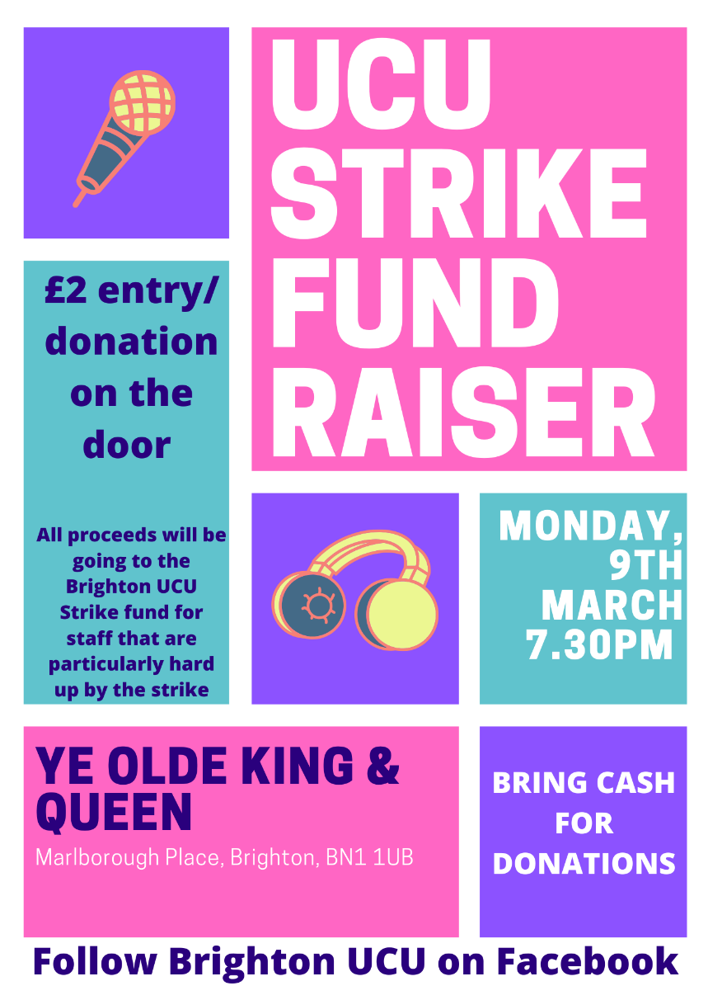 UCU
STRIKE
FUND
RAISER
£2 entry/
donation
on the
door
All proceeds will be
going to the
Brighton UCU
Strike fund for
staff that are
particularly hard
up by the strike
MONDAY,
9TH
MARCH
7.30PM
YE OLDE KING &
QUEEN
Marlborough Place, Brighton, BN1 1UB
BRING CASH
FOR
DONATIONS
Follow Brighton UCU on Facebook